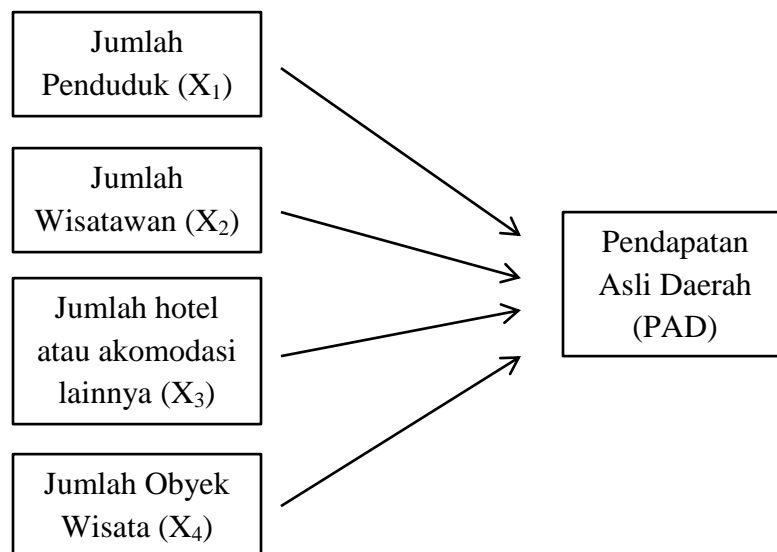 Jumlah
Penduduk (X₁)
Jumlah
Wisatawan (X₂)
Jumlah hotel
atau akomodasi
lainnya (X₃)
Jumlah Obyek
Wisata (X₄)
Pendapatan
Asli Daerah
(PAD)